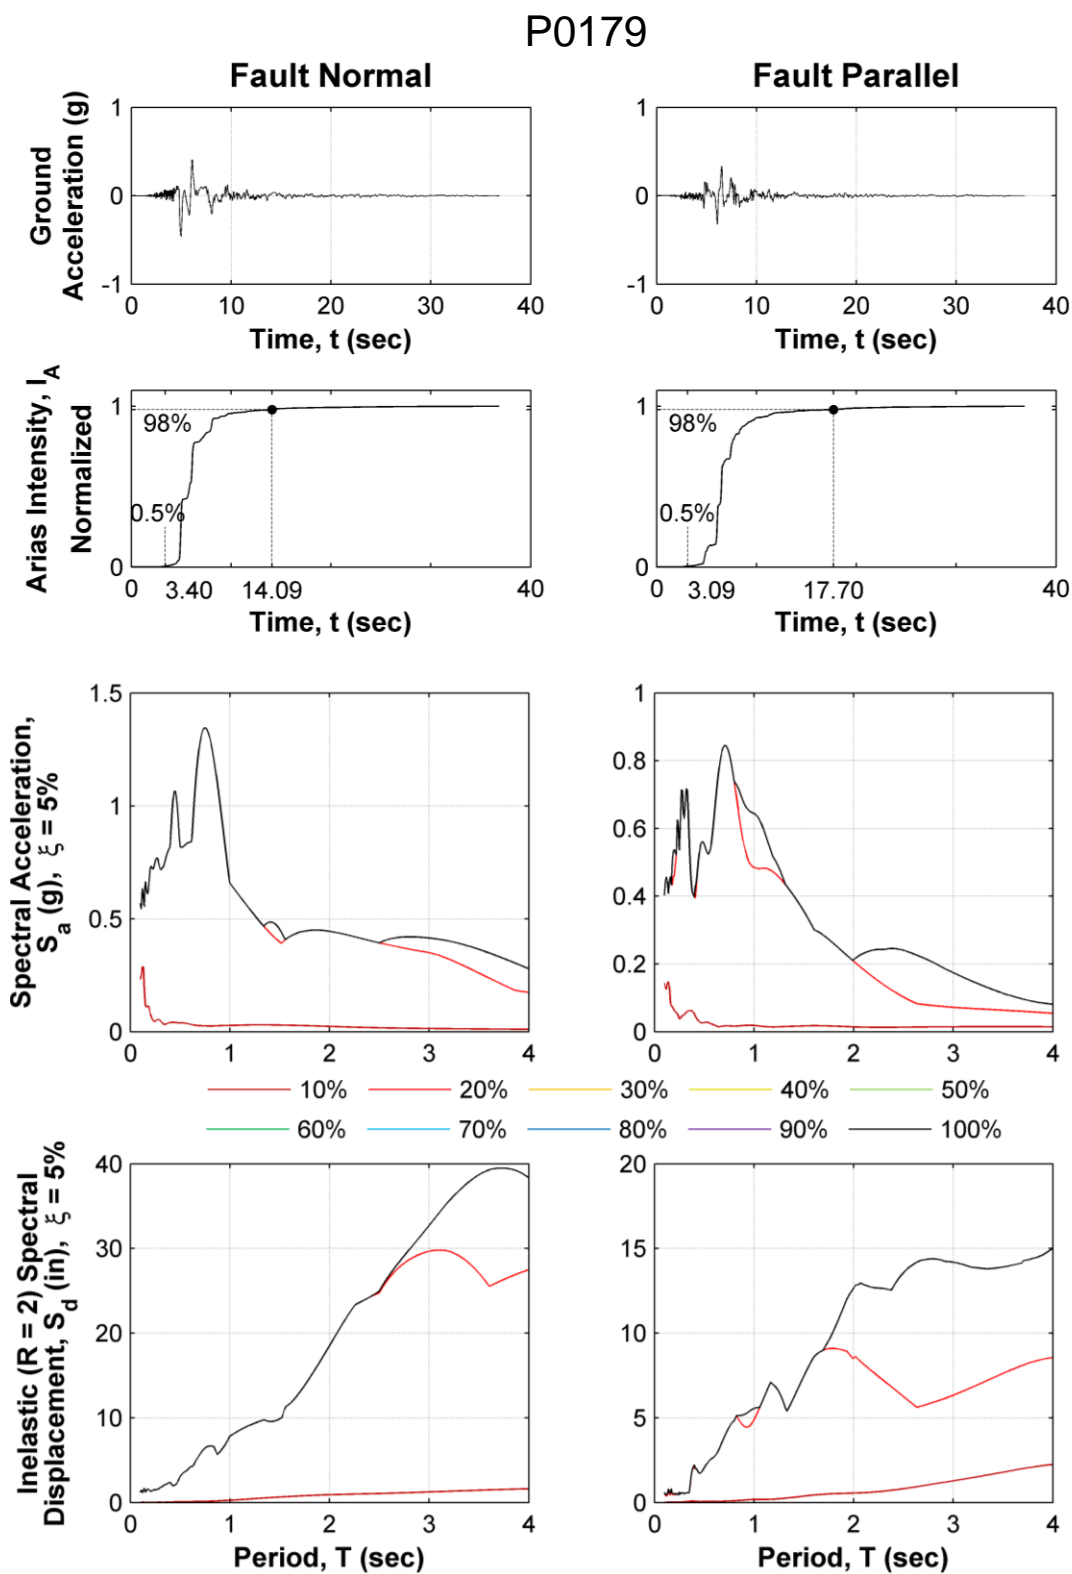 P0179
Fault Normal
Fault Parallel
Ground
Acceleration (g)
1
0
-1
0 10 20 30 40
Time, t (sec)
1
0
-1
0 10 20 30 40
Time, t (sec)
Arias Intensity, I_A
Normalized
1
0
98%
0.5%
0 3.40 14.09 40
Time, t (sec)
1
0
98%
0.5%
0 3.09 17.70 40
Time, t (sec)
Spectral Acceleration,
S_a (g), ξ = 5%
1.5
1
0.5
0
0 1 2 3 4
1
0.8
0.6
0.4
0.2
0
0 1 2 3 4
10% 20% 30% 40% 50%
60% 70% 80% 90% 100%
Inelastic (R = 2) Spectral
Displacement, S_d (in), ξ = 5%
40
30
20
10
0
0 1 2 3 4
Period, T (sec)
20
15
10
5
0
0 1 2 3 4
Period, T (sec)